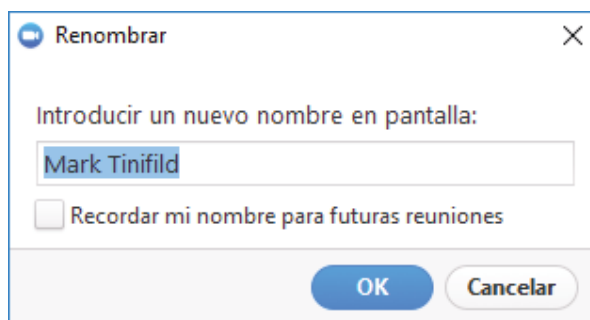 Renombrar
Introducir un nuevo nombre en pantalla:
Mark Tinifild
Recordar mi nombre para futuras reuniones
OK
Cancelar